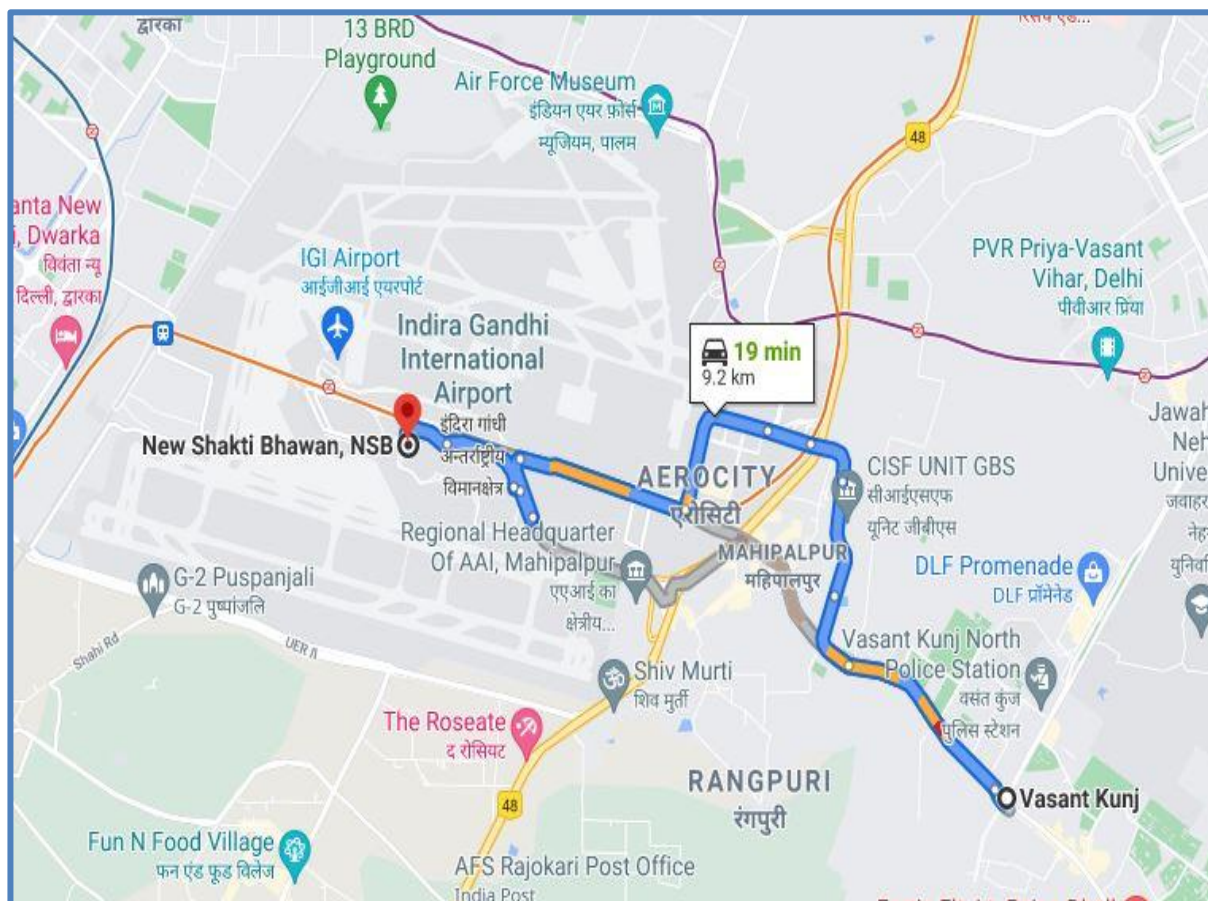 द्वारका
13 BRD
Playground
Air Force Museum
इंडियन एयर फ़ोर्स
म्यूजियम, पालम
48
anta New
i, Dwarka
विवंता न्यू
दिल्ली, द्वारका
IGI Airport
आईजीआई एयरपोर्ट
Indira Gandhi
International
Airport
इंदिरा गांधी
अन्तर्राष्ट्रीय
विमानक्षेत्र
PVR Priya-Vasant
Vihar, Delhi
पीवीआर प्रिया
19 min
9.2 km
New Shakti Bhawan, NSB
Jawah
Neh
Unive
जवाहर
नेह
AEROCITY
एरोसिटी
CISF UNIT GBS
सीआईएसएफ
यूनिट जीबीएस
Regional Headquarter
Of AAI, Mahipalpur
एएआई का
क्षेत्रीय...
MAHIPALPUR
महिपालपुर
DLF Promenade
DLF प्रॉमेनेड
G-2 Puspanjali
G-2 पुष्पांजलि
Shahi Rd
UER II
Vasant Kunj North
Police Station
वसंत कुंज
पुलिस स्टेशन
Shiv Murti
शिव मूर्ती
The Roseate
द रोसियट
RANGPURI
रंगपुरी
Vasant Kunj
48
Fun N Food Village
फन एंड फूड विलेज
AFS Rajokari Post Office
India Post